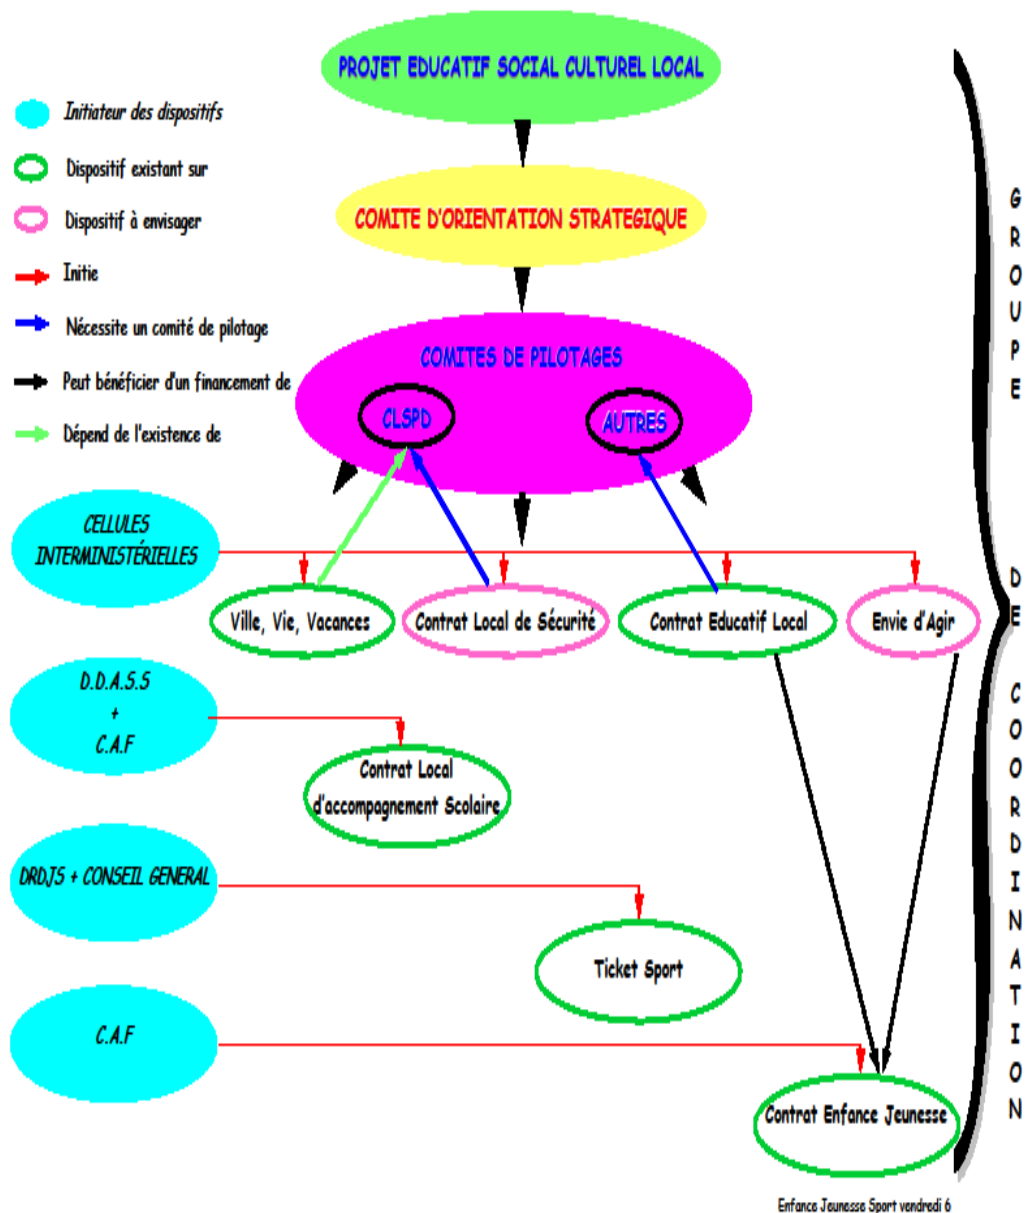 PROJET EDUCATIF SOCIAL CULTUREL LOCAL
Initiateur des dispositifs
Dispositif existant sur
Dispositif à envisager
Initie
Nécessite un comité de pilotage
Peut bénéficier d'un financement de
Dépend de l'existence de
COMITE D'ORIENTATION STRATEGIQUE
COMITES DE PILOTAGES
CLSPD
AUTRES
CELLULES
INTERMINISTÉRIELLES
Ville, Vie, Vacances
Contrat Local de Sécurité
Contrat Educatif Local
Envie d'Agir
D.D.A.S.S
+
C.A.F
Contrat Local
d'accompagnement Scolaire
DRDJS + CONSEIL GENERAL
Ticket Sport
C.A.F
Contrat Enfance Jeunesse
GROUPE DE COORDINATION
Enfance Jeunesse Sport vendredi 6